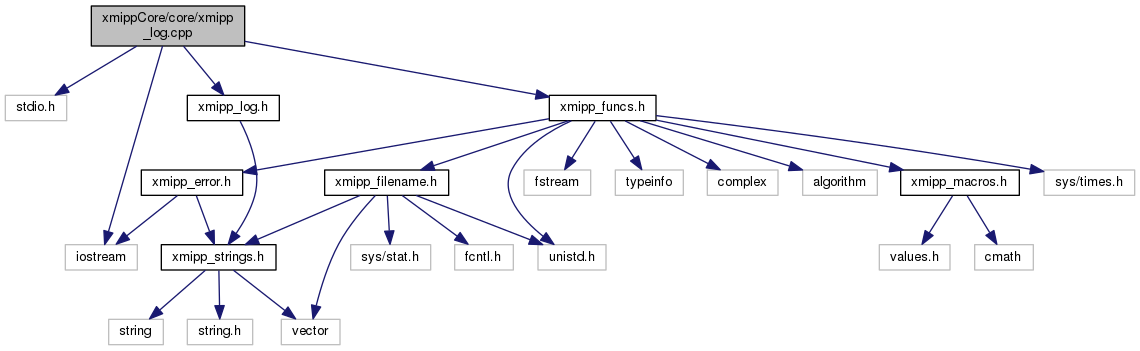 xmippCore/core/xmipp
_log.cpp
stdio.h
xmipp_log.h
xmipp_funcs.h
xmipp_error.h
xmipp_filename.h
fstream
typeinfo
complex
algorithm
xmipp_macros.h
sys/times.h
iostream
xmipp_strings.h
sys/stat.h
fcntl.h
unistd.h
values.h
cmath
string
string.h
vector